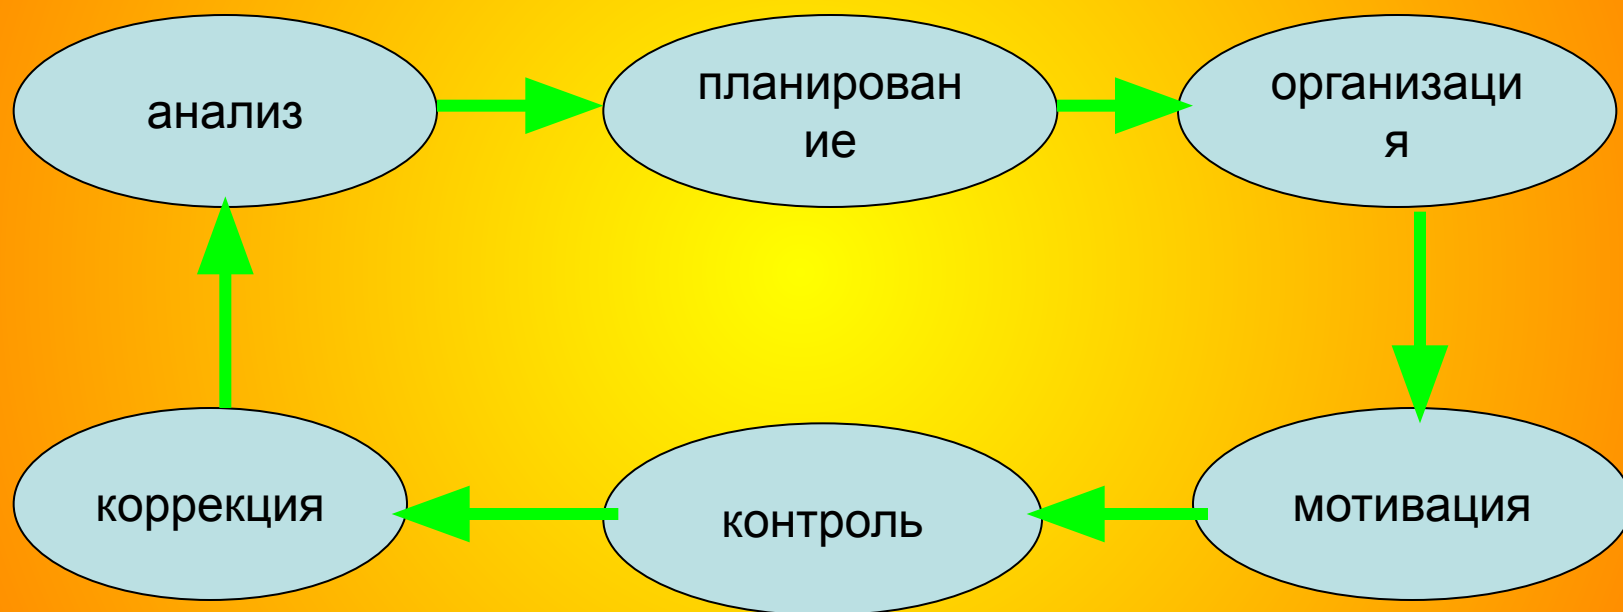 анализ
планирован
ие
организаци
я
коррекция
контроль
мотивация